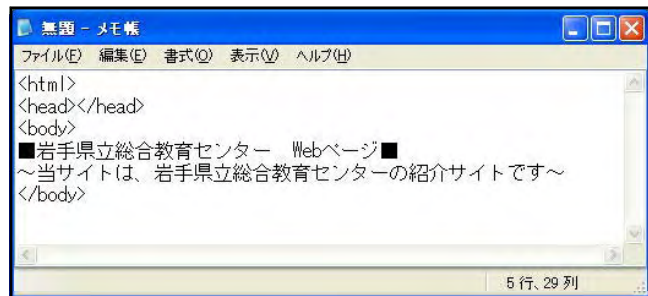 無題 - メモ帳
ファイル(F) 編集(E) 書式(O) 表示(V) ヘルプ(H)
<html>
<head></head>
<body>
■岩手県立総合教育センター　Webページ■
～当サイトは、岩手県立総合教育センターの紹介サイトです～
</body>
5 行、29 列